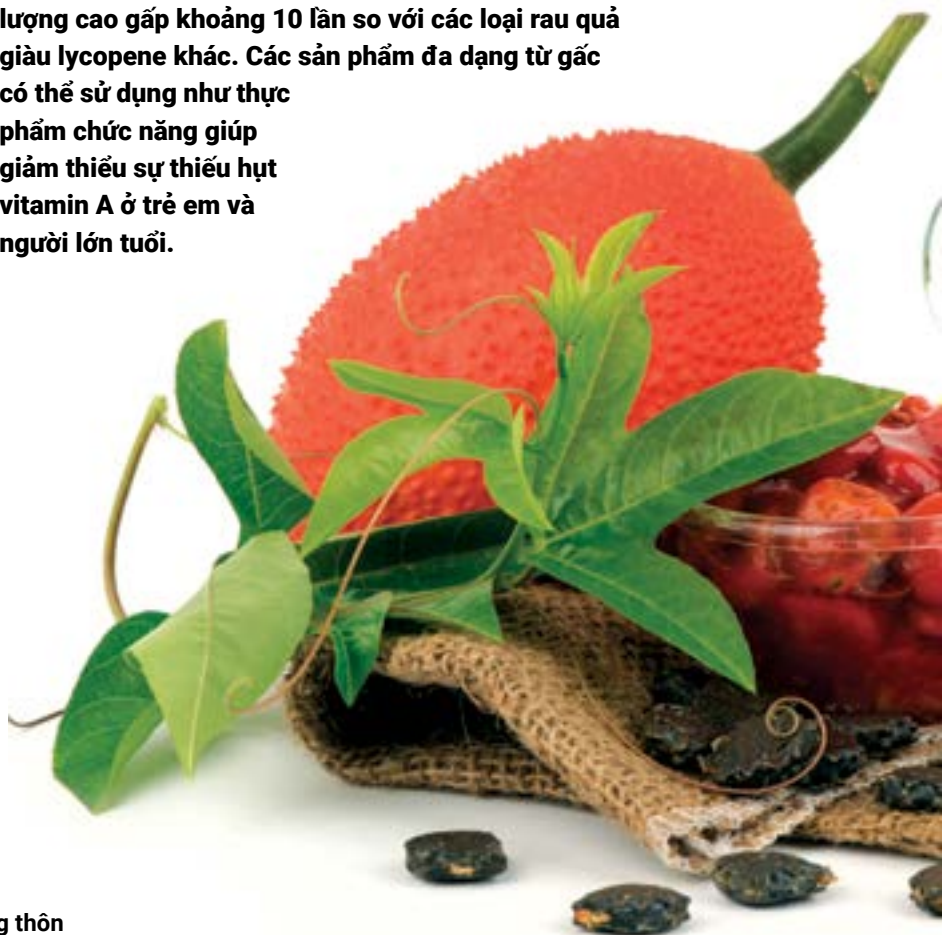 lượng cao gấp khoảng 10 lần so với các loại rau quả
giàu lycopene khác. Các sản phẩm đa dạng từ gấc
có thể sử dụng như thực
phẩm chức năng giúp
giảm thiểu sự thiếu hụt
vitamin A ở trẻ em và
người lớn tuổi.
thôn